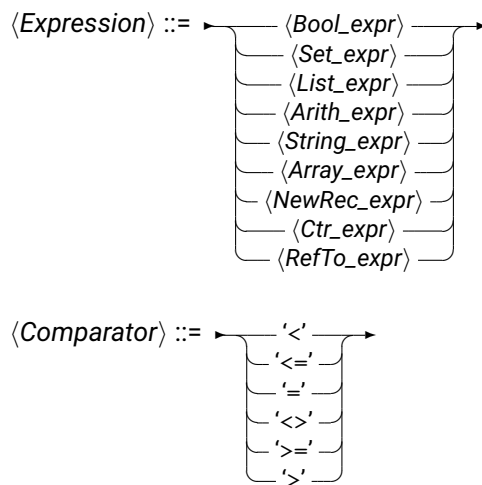 ⟨Expression⟩ ::= ⟨Bool_expr⟩
⟨Set_expr⟩
⟨List_expr⟩
⟨Arith_expr⟩
⟨String_expr⟩
⟨Array_expr⟩
⟨NewRec_expr⟩
⟨Ctr_expr⟩
⟨RefTo_expr⟩
⟨Comparator⟩ ::= ‘<’
‘<=’
‘=’
‘<>’
‘>=’
‘>’